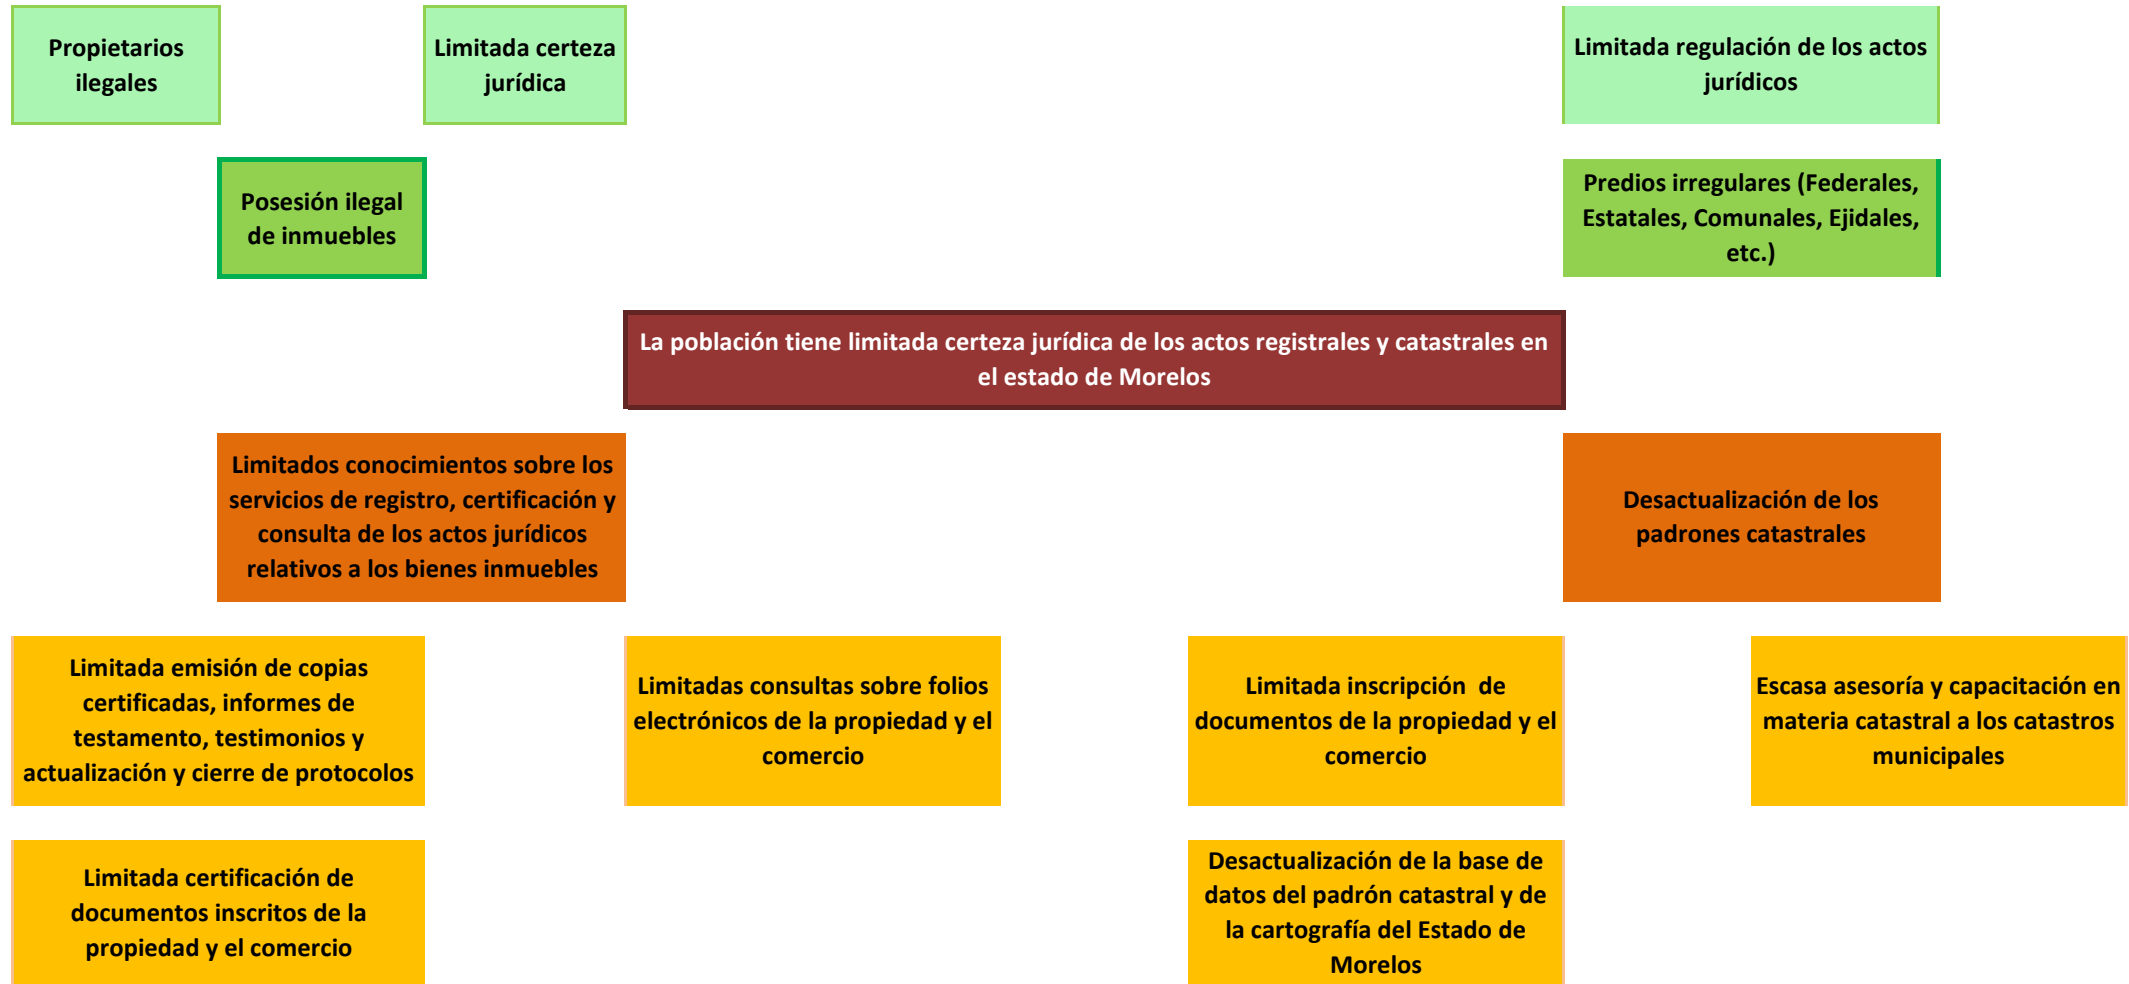 Propietarios
ilegales
Limitada certeza
jurídica
Limitada regulación de los actos
jurídicos
Posesión ilegal
de inmuebles
Predios irregulares (Federales,
Estatales, Comunales, Ejidales,
etc.)
La población tiene limitada certeza jurídica de los actos registrales y catastrales en
el estado de Morelos
Limitados conocimientos sobre los
servicios de registro, certificación y
consulta de los actos jurídicos
relativos a los bienes inmuebles
Desactualización de los
padrones catastrales
Limitada emisión de copias
certificadas, informes de
testamento, testimonios y
actualización y cierre de protocolos
Limitadas consultas sobre folios
electrónicos de la propiedad y el
comercio
Limitada inscripción  de
documentos de la propiedad y el
comercio
Escasa asesoría y capacitación en
materia catastral a los catastros
municipales
Limitada certificación de
documentos inscritos de la
propiedad y el comercio
Desactualización de la base de
datos del padrón catastral y de
la cartografía del Estado de
Morelos